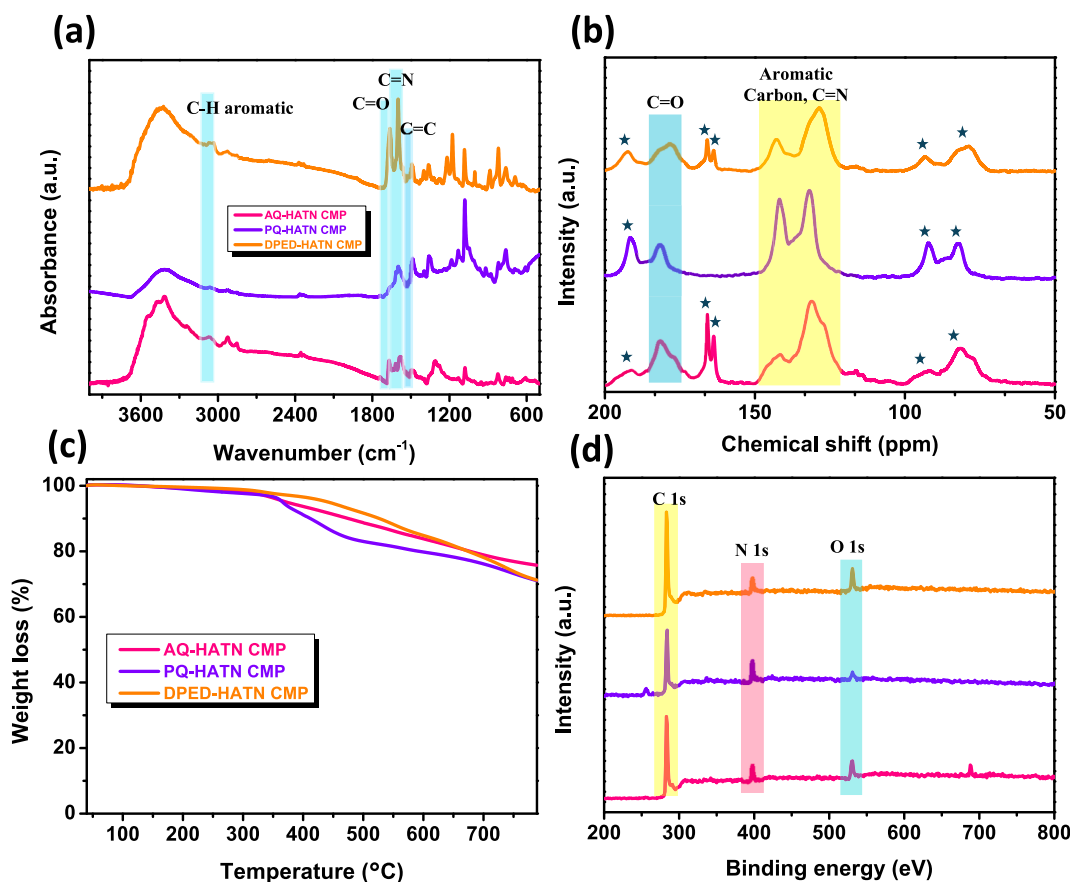 (a)
C=N
C=O
C-H aromatic
C=C
AQ-HATN CMP
PQ-HATN CMP
DPED-HATN CMP
Absorbance (a.u.)
3600 3000 2400 1800 1200 600
Wavenumber (cm⁻¹)
(b)
Aromatic
C=O Carbon, C=N
Intensity (a.u.)
200 150 100 50
Chemical shift (ppm)
(c)
100
80
60
40
20
0
AQ-HATN CMP
PQ-HATN CMP
DPED-HATN CMP
Weight loss (%)
100 200 300 400 500 600 700
Temperature (°C)
(d)
C 1s
N 1s O 1s
Intensity (a.u.)
200 300 400 500 600 700 800
Binding energy (eV)